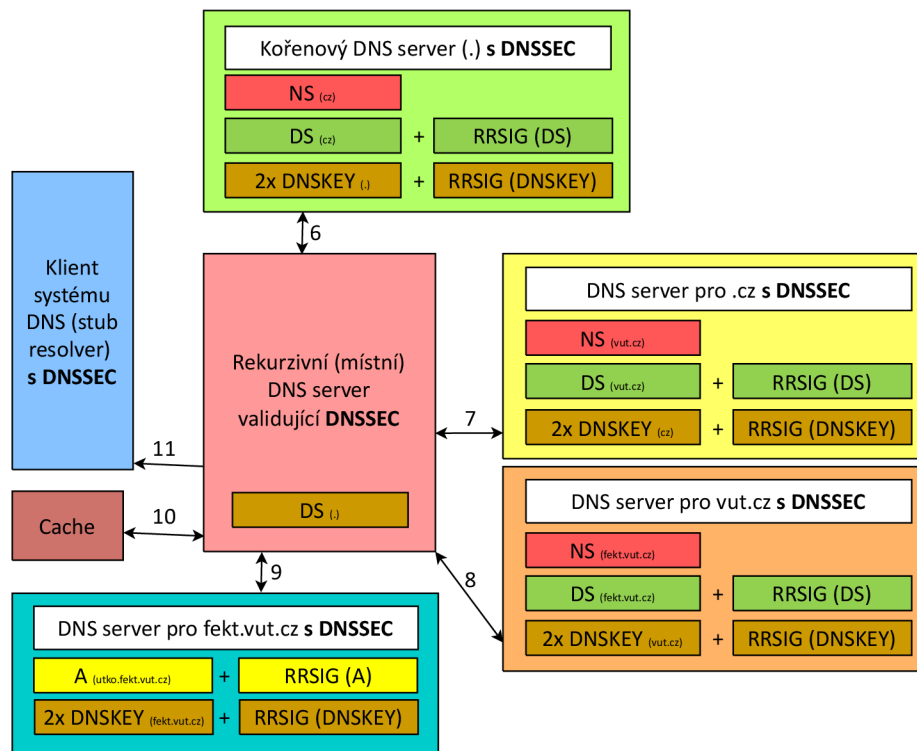 Kořenový DNS server (.) s DNSSEC
NS (cz)
DS (cz) + RRSIG (DS)
2x DNSKEY (.) + RRSIG (DNSKEY)
6
Klient
systému
DNS (stub
resolver)
s DNSSEC
Rekurzivní (místní)
DNS server
validující DNSSEC
DS (.)
7
DNS server pro .cz s DNSSEC
NS (vut.cz)
DS (vut.cz) + RRSIG (DS)
2x DNSKEY (cz) + RRSIG (DNSKEY)
11
Cache
10
8
DNS server pro vut.cz s DNSSEC
NS (fekt.vut.cz)
DS (fekt.vut.cz) + RRSIG (DS)
2x DNSKEY (vut.cz) + RRSIG (DNSKEY)
9
DNS server pro fekt.vut.cz s DNSSEC
A (utko.fekt.vut.cz) + RRSIG (A)
2x DNSKEY (fekt.vut.cz) + RRSIG (DNSKEY)